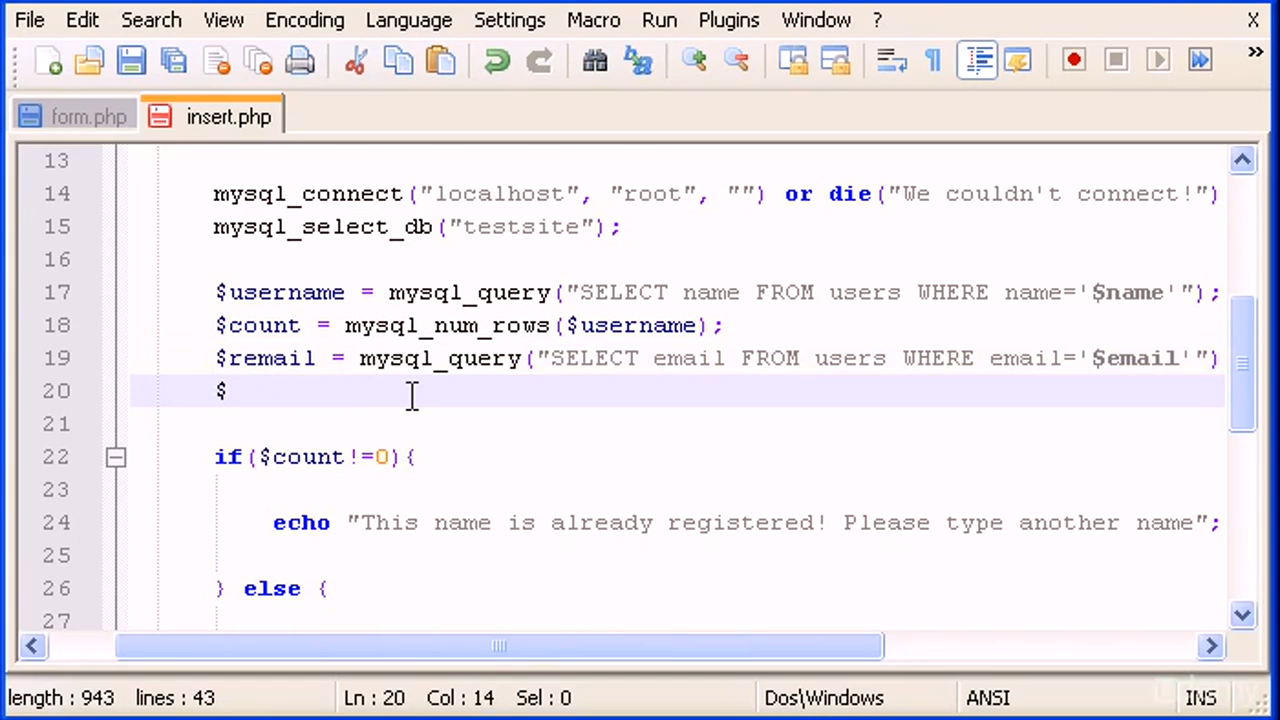 File Edit Search View Encoding Language Settings Macro Run Plugins Window ? X
form.php insert.php
13
14 mysql_connect("localhost", "root", "") or die("We couldn't connect!")
15 mysql_select_db("testsite");
16
17 $username = mysql_query("SELECT name FROM users WHERE name='$name'");
18 $count = mysql_num_rows($username);
19 $remail = mysql_query("SELECT email FROM users WHERE email='$email'")
20 $
21
22 if($count!=0){
23
24 echo "This name is already registered! Please type another name";
25
26 } else {
27
length : 943 lines : 43 Ln : 20 Col : 14 Sel : 0 Dos\Windows ANSI INS